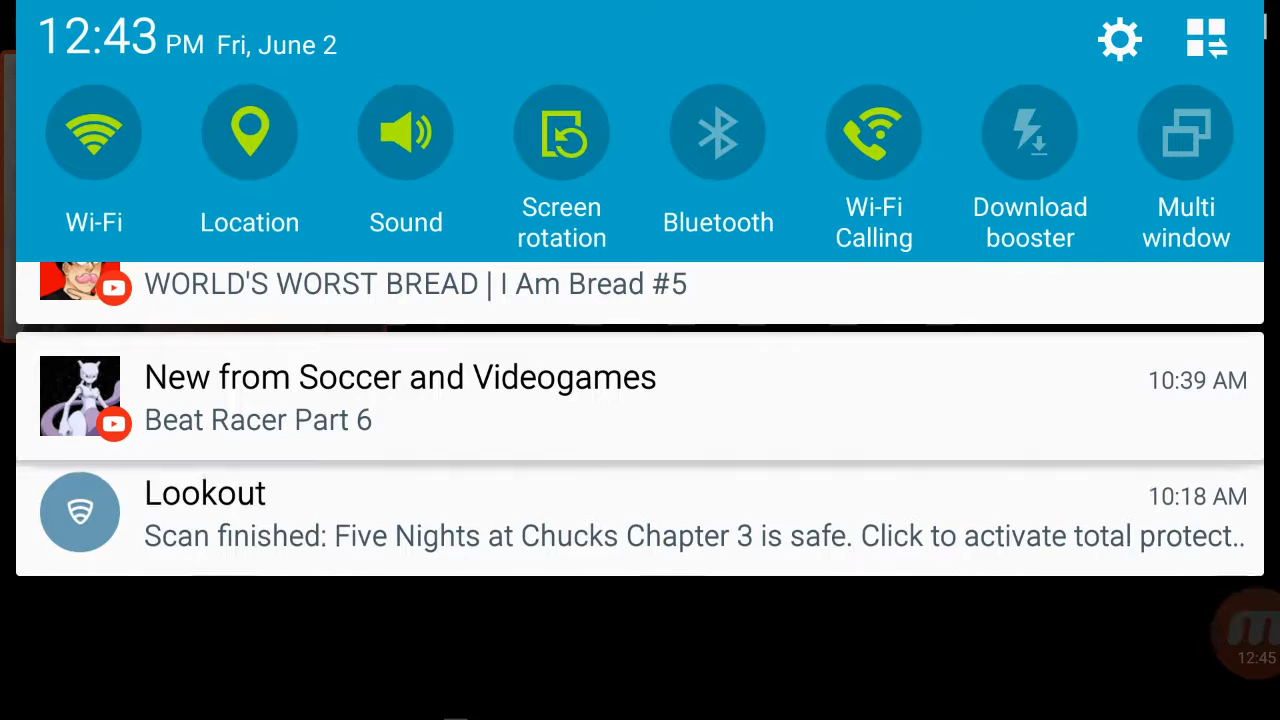 12:43 PM Fri, June 2
Wi-Fi
Location
Sound
Screen
rotation
Bluetooth
Wi-Fi
Calling
Download
booster
Multi
window
WORLD'S WORST BREAD | I Am Bread #5
New from Soccer and Videogames
10:39 AM
Beat Racer Part 6
Lookout
10:18 AM
Scan finished: Five Nights at Chucks Chapter 3 is safe. Click to activate total protect..
12:45